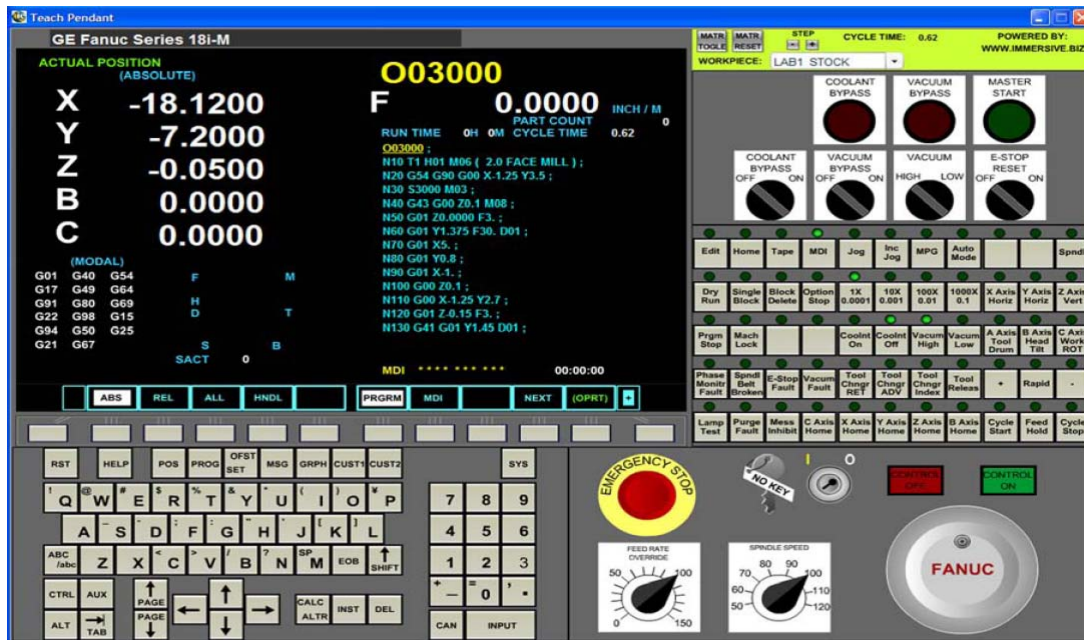 Teach Pendant
GE Fanuc Series 18i-M
ACTUAL POSITION
(ABSOLUTE)
X -18.1200
Y -7.2000
Z -0.0500
B 0.0000
C 0.0000
(MODAL)
G01 G40 G54 F M
G17 G49 G64
G91 G80 G69 H
G22 G98 G15 D T
G94 G50 G25
G21 G67 S B
SACT 0
O03000
F 0.0000 INCH / M
PART COUNT 0
RUN TIME 0H 0M CYCLE TIME 0.62
O03000 ;
N10 T1 H01 M06 ( 2.0 FACE MILL ) ;
N20 G54 G90 G00 X-1.25 Y3.5 ;
N30 S3000 M03 ;
N40 G43 G00 Z0.1 M08 ;
N50 G01 Z0.0000 F3. ;
N60 G01 Y1.375 F30. D01 ;
N70 G01 X5. ;
N80 G01 Y0.8 ;
N90 G01 X-1. ;
N100 G00 Z0.1 ;
N110 G00 X-1.25 Y2.7 ;
N120 G01 Z-0.15 F3. ;
N130 G41 G01 Y1.45 D01 ;
MDI **** *** *** 00:00:00
ABS REL ALL HNDL PRGRM MDI NEXT (OPRT) +
MATR TOGLE
MATR RESET
STEP
- +
CYCLE TIME: 0.62
POWERED BY:
WWW.IMMERSIVE.BIZ
WORKPIECE: LAB1 STOCK
COOLANT BYPASS
VACUUM BYPASS
MASTER START
COOLANT BYPASS
OFF ON
VACUUM BYPASS
OFF ON
VACUUM
HIGH LOW
E-STOP RESET
OFF ON
Edit Home Tape MDI Jog Inc Jog MPG Auto Mode Spndl
Dry Run Single Block Block Delete Option Stop 1X 0.0001 10X 0.001 100X 0.01 1000X 0.1 X Axis Horiz Y Axis Horiz Z Axis Vert
Prgm Stop Mach Lock Coolnt On Coolnt Off Vacum High Vacum Low A Axis Tool Drum B Axis Head Tilt C Axis Work ROT
Phase Monitr Fault Spndl Belt Broken E-Stop Fault Vacum Fault Tool Chngr RET Tool Chngr ADV Tool Chngr Index Tool Releas + Rapid -
Lamp Test Purge Fault Mess Inhibit C Axis Home X Axis Home Y Axis Home Z Axis Home B Axis Home Cycle Start Feed Hold Cycle Stop
RST HELP POS PROG OFST SET MSG GRPH CUST1 CUST2 SYS
! Q @ W # E $ R % T & Y * U ( I ) O ¥ P 7 8 9
A _ S - D ; F : G " H ' J [ K ] L 4 5 6
ABC /abc Z X < C > V / B ? N SP M EOB SHIFT 1 2 3
CTRL AUX PAGE CALC ALTR INST DEL + — = 0 , .
ALT TAB PAGE CAN INPUT
EMERGENCY STOP
NO KEY
I O
CONTROL OFF
CONTROL ON
FEED RATE OVERRIDE
0 50 100 150
SPINDLE SPEED
50 60 70 80 90 100 110 120
FANUC